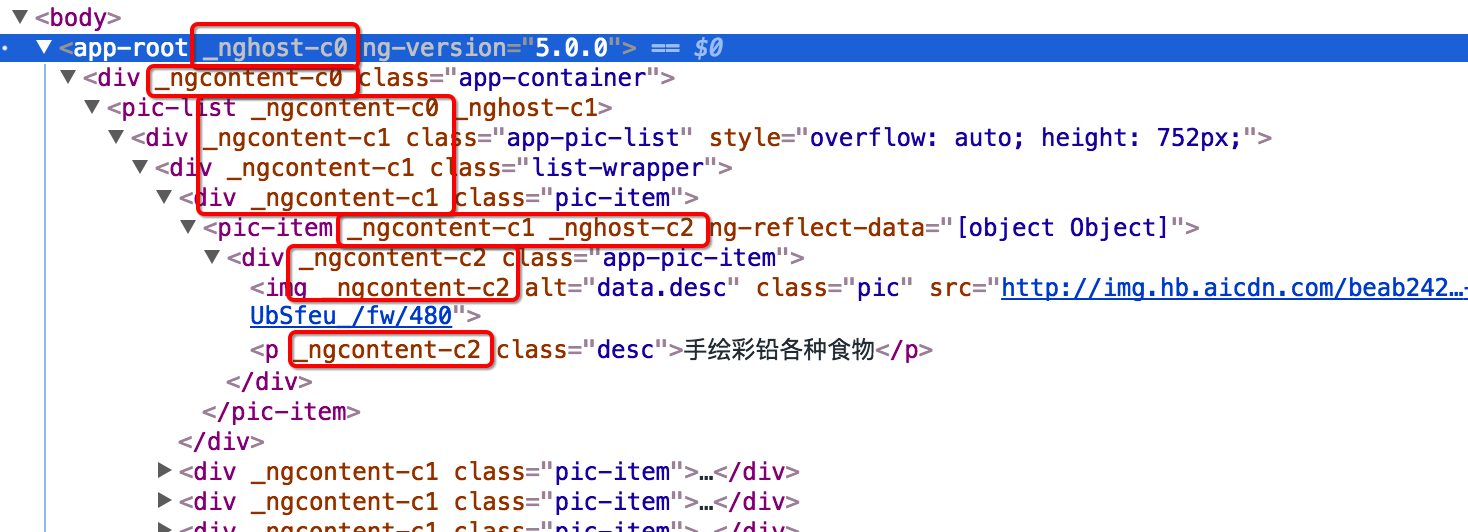 ▼<body>
▼<app-root _nghost-c0 ng-version="5.0.0"> == $0
▼<div _ngcontent-c0 class="app-container">
▼<pic-list _ngcontent-c0 _nghost-c1>
▼<div _ngcontent-c1 class="app-pic-list" style="overflow: auto; height: 752px;">
▼<div _ngcontent-c1 class="list-wrapper">
▼<div _ngcontent-c1 class="pic-item">
▼<pic-item _ngcontent-c1 _nghost-c2 ng-reflect-data="[object Object]">
▼<div _ngcontent-c2 class="app-pic-item">
<img _ngcontent-c2 alt="data.desc" class="pic" src="http://img.hb.aicdn.com/beab242…-
UbSfeu_/fw/480">
<p _ngcontent-c2 class="desc">手绘彩铅各种食物</p>
</div>
</pic-item>
</div>
▶<div _ngcontent-c1 class="pic-item">…</div>
▶<div _ngcontent-c1 class="pic-item">…</div>
▶<div _ngcontent-c1 class="pic-item">…</div>